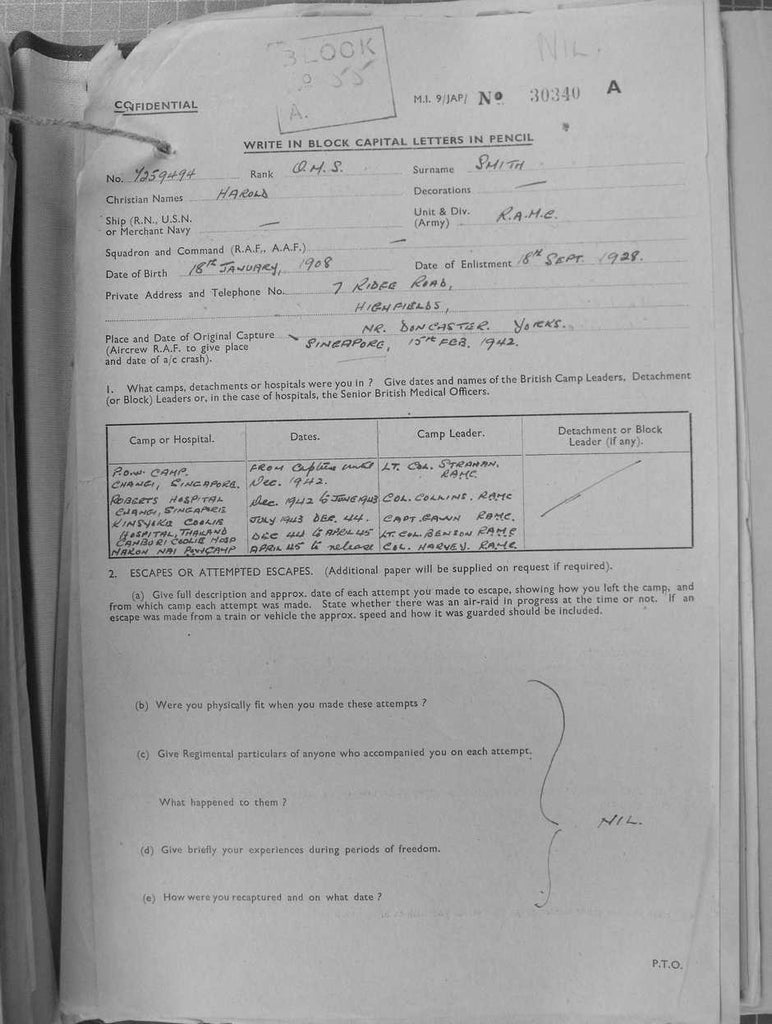 BLOCK
55
A.
NIL.
CONFIDENTIAL
M.I. 9/JAP/ No 30340 A
WRITE IN BLOCK CAPITAL LETTERS IN PENCIL
No. 7259494 Rank Q.M.S. Surname SMITH
Christian Names HAROLD Decorations —
Ship (R.N., U.S.N. or Merchant Navy — Unit & Div. (Army) R.A.M.C.
Squadron and Command (R.A.F., A.A.F.) —
Date of Birth 18TH JANUARY, 1908 Date of Enlistment 18TH SEPT. 1928.
Private Address and Telephone No. 7 RIDGE ROAD,
HIGHFIELDS,
NR. DONCASTER. YORKS.
Place and Date of Original Capture
(Aircrew R.A.F. to give place SINGAPORE, 15TH FEB. 1942.
and date of a/c crash).
1. What camps, detachments or hospitals were you in ? Give dates and names of the British Camp Leaders, Detachment
(or Block) Leaders or, in the case of hospitals, the Senior British Medical Officers.
Camp or Hospital. Dates. Camp Leader. Detachment or Block Leader (if any).
P.O.W. CAMP. FROM Capture until LT. COL. STRAHAN.
CHANGI, SINGAPORE. Dec. 1942. RAMC
ROBERTS HOSPITAL Dec. 1942 to JUNE 1943 COL. COLLINS. RAMC
CHANGI, SINGAPORE
COOLIE JULY 1943 DEC. 44. CAPT. RAMC.
HOSPITAL, THAILAND
CANBURI COOLIE HOSP DEC 44 to APRIL 45 LT. COL. BENSON RAMC
NAKON NAI POW CAMP APRIL 45 to release COL. HARVEY. RAMC.
2. ESCAPES OR ATTEMPTED ESCAPES. (Additional paper will be supplied on request if required).
(a) Give full description and approx. date of each attempt you made to escape, showing how you left the camp, and
from which camp each attempt was made. State whether there was an air-raid in progress at the time or not. If an
escape was made from a train or vehicle the approx. speed and how it was guarded should be included.
(b) Were you physically fit when you made these attempts ?
(c) Give Regimental particulars of anyone who accompanied you on each attempt.
What happened to them ?
NIL.
(d) Give briefly your experiences during periods of freedom.
(e) How were you recaptured and on what date ?
P.T.O.